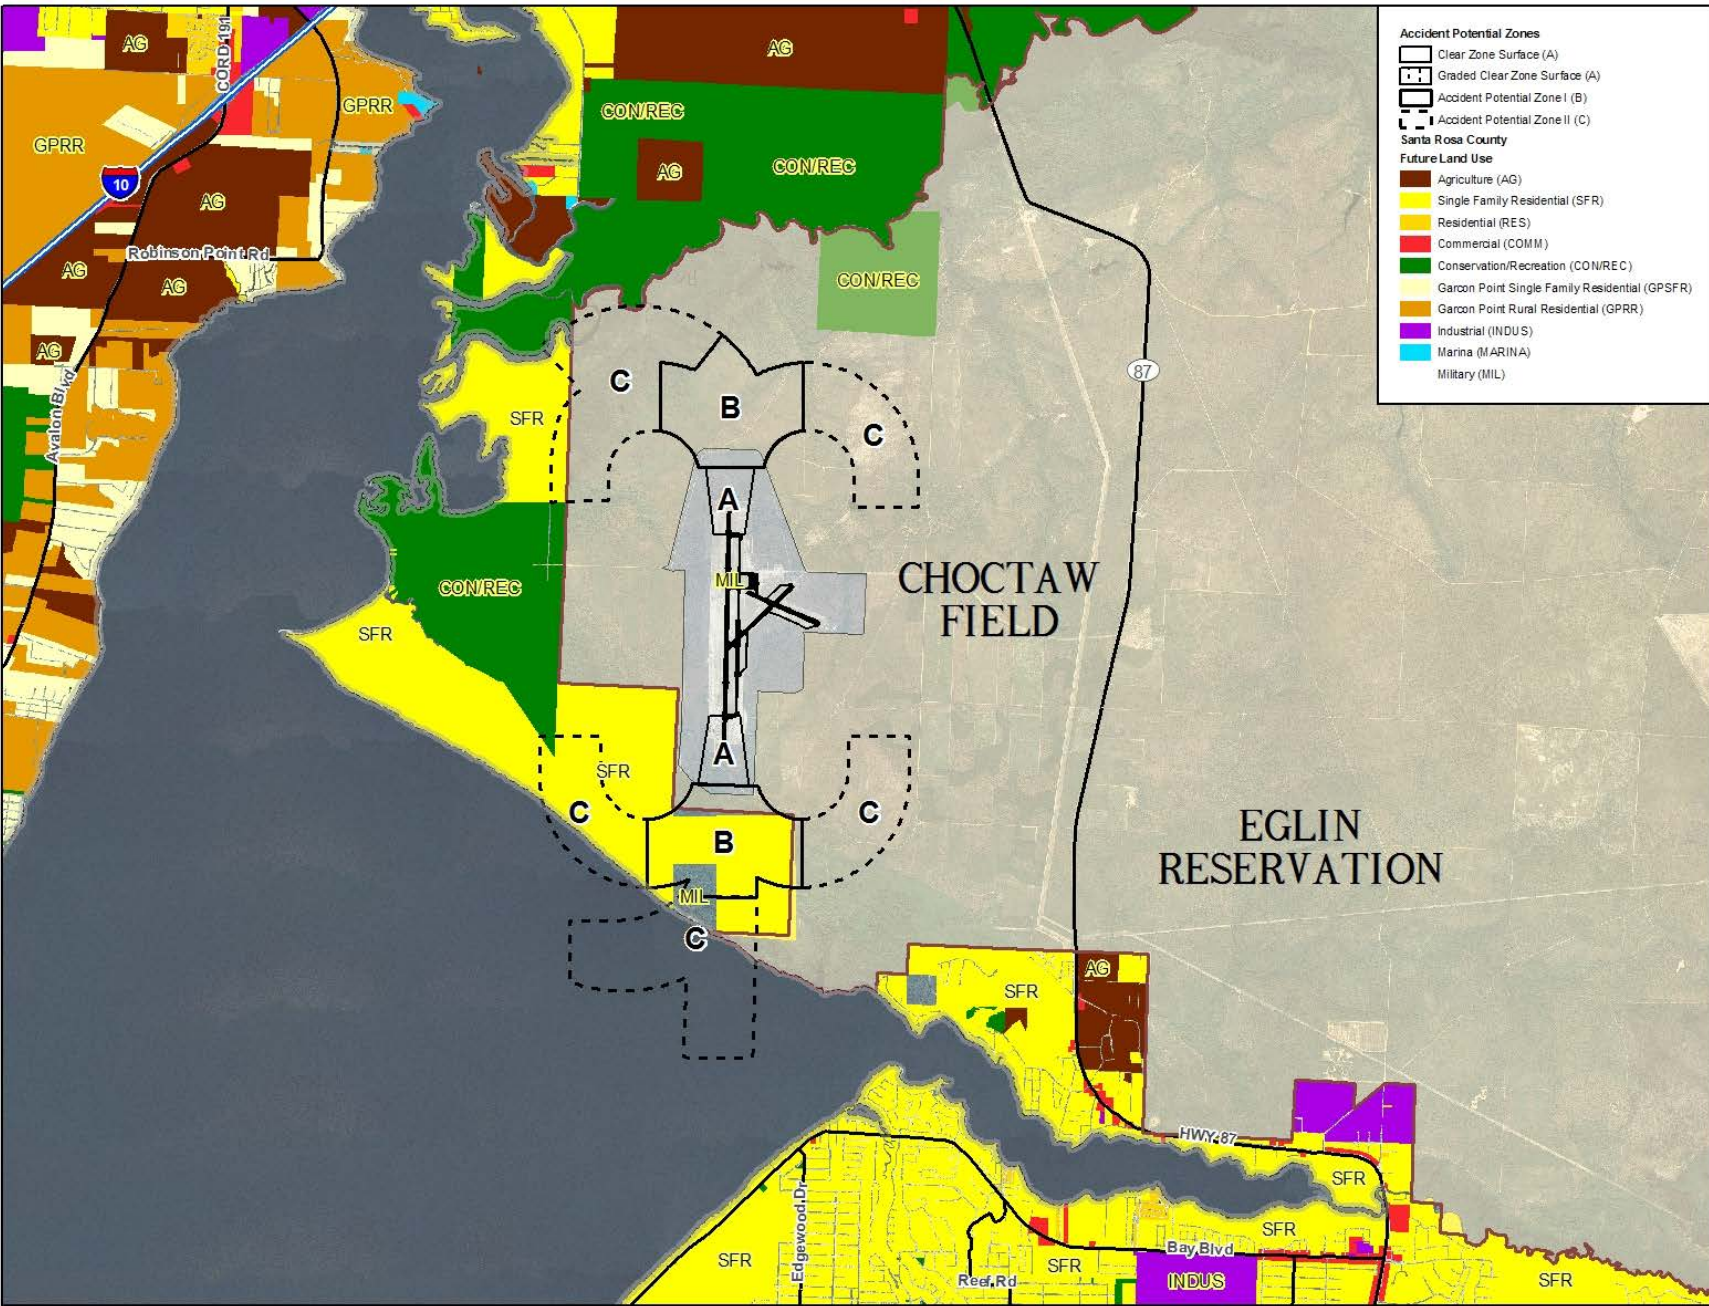 CORD 191
AG
AG
GPRR
CON/REC
GPRR
CON/REC
AG
10
AG
Robinson Point Rd
AG
AG
CON/REC
AG
Avalon Blvd
87
C
B
SFR
C
A
CHOCTAW
FIELD
MIL
CON/REC
SFR
A
SFR
C
C
B
EGLIN
RESERVATION
MIL
C
AG
SFR
HWY 87
SFR
Edgewood Dr
SFR
Bay Blvd
SFR
SFR
Reef Rd
INDUS
SFR
Accident Potential Zones
Clear Zone Surface (A)
Graded Clear Zone Surface (A)
Accident Potential Zone I (B)
Accident Potential Zone II (C)
Santa Rosa County
Future Land Use
Agriculture (AG)
Single Family Residential (SFR)
Residential (RES)
Commercial (COMM)
Conservation/Recreation (CON/REC)
Garcon Point Single Family Residential (GPSFR)
Garcon Point Rural Residential (GPRR)
Industrial (INDUS)
Marina (MARINA)
Military (MIL)